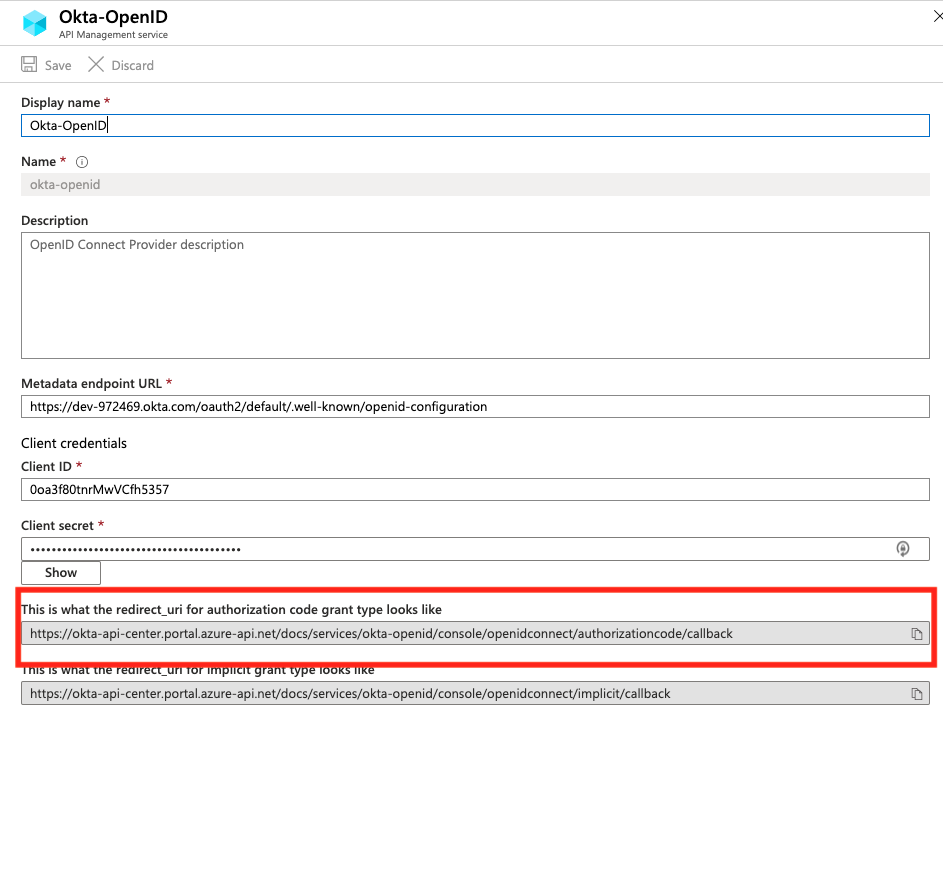 Okta-OpenID
API Management service
Save Discard
Display name *
Okta-OpenID
Name *
okta-openid
Description
OpenID Connect Provider description
Metadata endpoint URL *
https://dev-972469.okta.com/oauth2/default/.well-known/openid-configuration
Client credentials
Client ID *
0oa3f80tnrMwVCfh5357
Client secret *
••••••••••••••••••••••••••••••••••••••••
Show
This is what the redirect_uri for authorization code grant type looks like
https://okta-api-center.portal.azure-api.net/docs/services/okta-openid/console/openidconnect/authorizationcode/callback
This is what the redirect_uri for implicit grant type looks like
https://okta-api-center.portal.azure-api.net/docs/services/okta-openid/console/openidconnect/implicit/callback